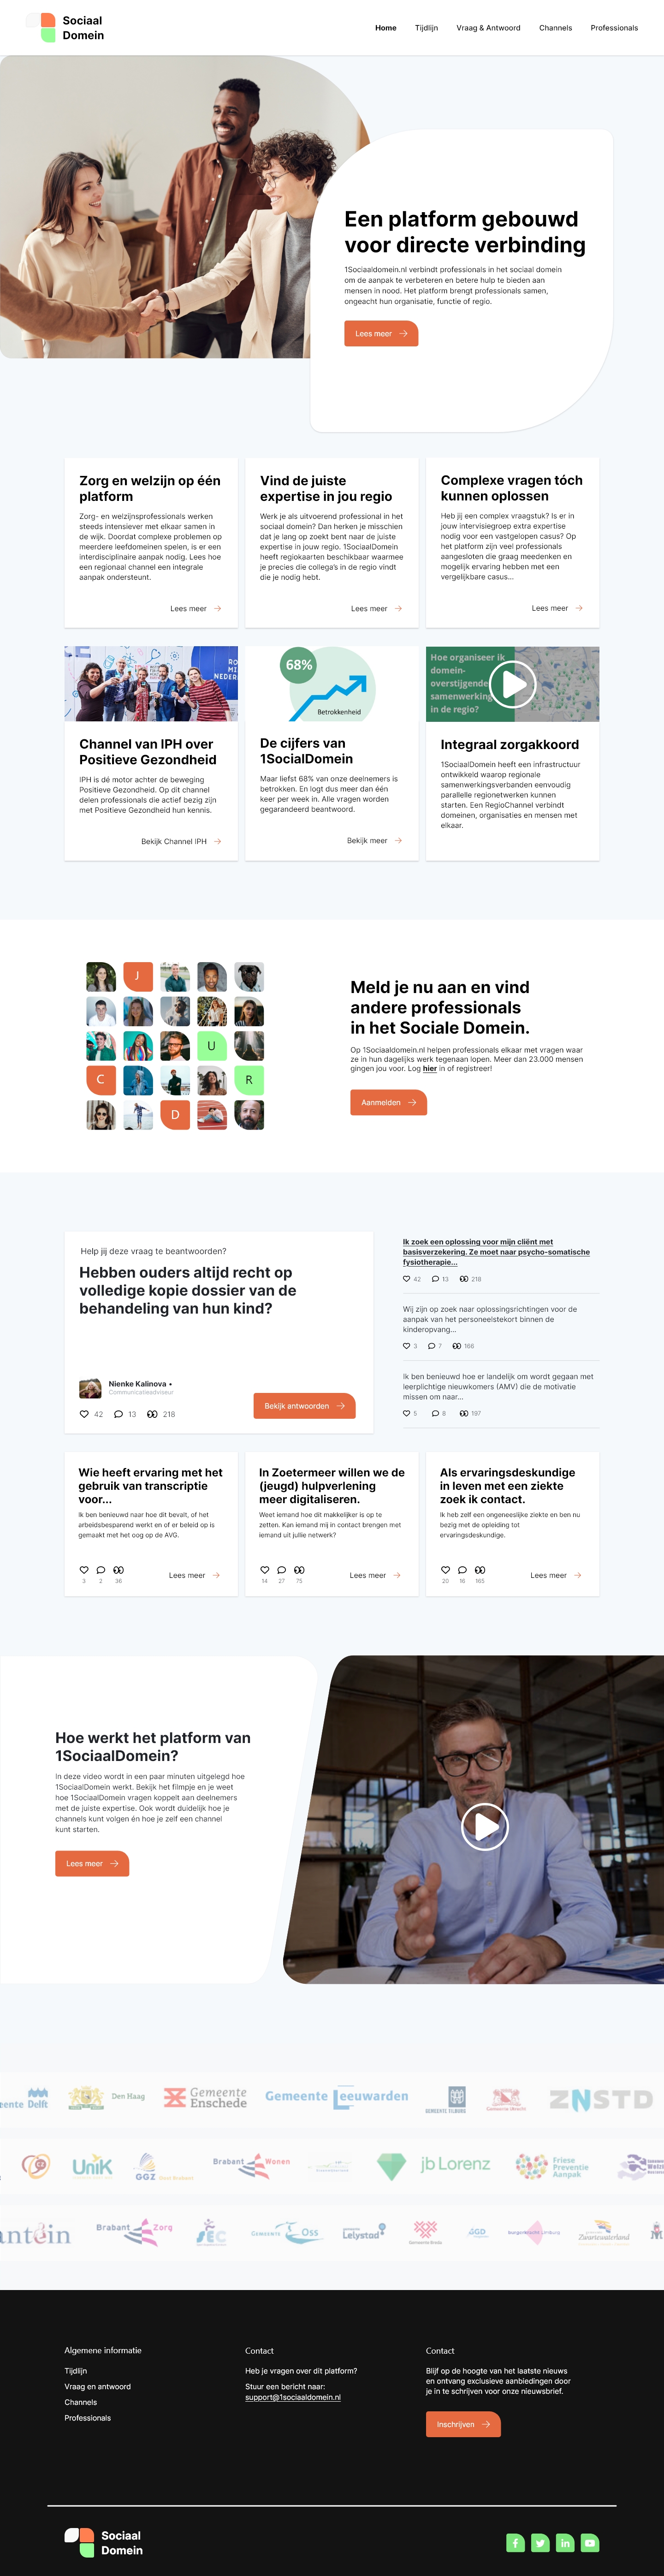 Sociaal
Domein
Home
Tijdlijn
Vraag & Antwoord
Channels
Professionals
Een platform gebouwd
voor directe verbinding
1Sociaaldomein.nl verbindt professionals in het sociaal domein
om de aanpak te verbeteren en betere hulp te bieden aan
mensen in nood. Het platform brengt professionals samen,
ongeacht hun organisatie, functie of regio.
Lees meer
Zorg en welzijn op één
platform
Zorg- en welzijnsprofessionals werken
steeds intensiever met elkaar samen in
de wijk. Doordat complexe problemen op
meerdere leefdomeinen spelen, is er een
interdisciplinaire aanpak nodig. Lees hoe
een regionaal channel een integrale
aanpak ondersteunt.
Lees meer
Vind de juiste
expertise in jou regio
Werk je als uitvoerend professional in het
sociaal domein? Dan herken je misschien
dat je lang op zoekt bent naar de juiste
expertise in jouw regio. 1SociaalDomein
heeft regiokaarten beschikbaar waarmee
je precies die collega's in de regio vindt
die je nodig hebt.
Lees meer
Complexe vragen tóch
kunnen oplossen
Heb jij een complex vraagstuk? Is er in
jouw intervisiegroep extra expertise
nodig voor een vastgelopen casus? Op
het platform zijn veel professionals
aangesloten die graag meedenken en
mogelijk ervaring hebben met een
vergelijkbare casus...
Lees meer
Channel van IPH over
Positieve Gezondheid
IPH is dé motor achter de beweging
Positieve Gezondheid. Op dit channel
delen professionals die actief bezig zijn
met Positieve Gezondheid hun kennis.
Bekijk Channel IPH
68%
Betrokkenheid
De cijfers van
1SocialDomein
Maar liefst 68% van onze deelnemers is
betrokken. En logt dus meer dan één
keer per week in. Alle vragen worden
gegarandeerd beantwoord.
Bekijk meer
Hoe organiseer ik
domein-
overstijgende
samenwerking
in de regio?
Integraal zorgakkoord
1SociaalDomein heeft een infrastructuur
ontwikkeld waarop regionale
samenwerkingsverbanden eenvoudig
parallelle regionetwerken kunnen
starten. Een RegioChannel verbindt
domeinen, organisaties en mensen met
elkaar.
J
U
C
R
D
Meld je nu aan en vind
andere professionals
in het Sociale Domein.
Op 1Sociaaldomein.nl helpen professionals elkaar met vragen waar
ze in hun dagelijks werk tegenaan lopen. Meer dan 23.000 mensen
gingen jou voor. Log hier in of registreer!
Aanmelden
Help jij deze vraag te beantwoorden?
Hebben ouders altijd recht op
volledige kopie dossier van de
behandeling van hun kind?
Nienke Kalinova •
Communicatieadviseur
42 13 218
Bekijk antwoorden
Ik zoek een oplossing voor mijn cliënt met
basisverzekering. Ze moet naar psycho-somatische
fysiotherapie...
42 13 218
Wij zijn op zoek naar oplossingsrichtingen voor de
aanpak van het personeelstekort binnen de
kinderopvang...
3 7 166
Ik ben benieuwd hoe er landelijk om wordt gegaan met
leerplichtige nieuwkomers (AMV) die de motivatie
missen om naar...
5 8 197
Wie heeft ervaring met het
gebruik van transcriptie
voor...
Ik ben benieuwd naar hoe dit bevalt, of het
arbeidsbesparend werkt en of er beleid op is
gemaakt met het oog op de AVG.
3 2 36
Lees meer
In Zoetermeer willen we de
(jeugd) hulpverlening
meer digitaliseren.
Weet iemand hoe dit makkelijker is op te
zetten. Kan iemand mij in contact brengen met
iemand uit jullie netwerk?
14 27 75
Lees meer
Als ervaringsdeskundige
in leven met een ziekte
zoek ik contact.
Ik heb zelf een ongeneeslijke ziekte en ben nu
bezig met de opleiding tot
ervaringsdeskundige.
20 16 165
Lees meer
Hoe werkt het platform van
1SociaalDomein?
In deze video wordt in een paar minuten uitgelegd hoe
1SociaalDomein werkt. Bekijk het filmpje en je weet
hoe 1SociaalDomein vragen koppelt aan deelnemers
met de juiste expertise. Ook wordt duidelijk hoe je
channels kunt volgen én hoe je zelf een channel
kunt starten.
Lees meer
Delft
Den Haag
Gemeente
Enschede
Gemeente Leeuwarden
GEMEENTE TILBURG
Gemeente Utrecht
ZNSTD
UniK
GGZ Oost Brabant
Brabant Wonen
jb Lorenz
Friese
Preventie
Aanpak
Brabant Zorg
GEMEENTE OSS
Lelystad
Gemeente Breda
GGD
Zwartewaterland
Algemene informatie
Tijdlijn
Vraag en antwoord
Channels
Professionals
Contact
Heb je vragen over dit platform?
Stuur een bericht naar:
support@1sociaaldomein.nl
Contact
Blijf op de hoogte van het laatste nieuws
en ontvang exclusieve aanbiedingen door
je in te schrijven voor onze nieuwsbrief.
Inschrijven
Sociaal
Domein